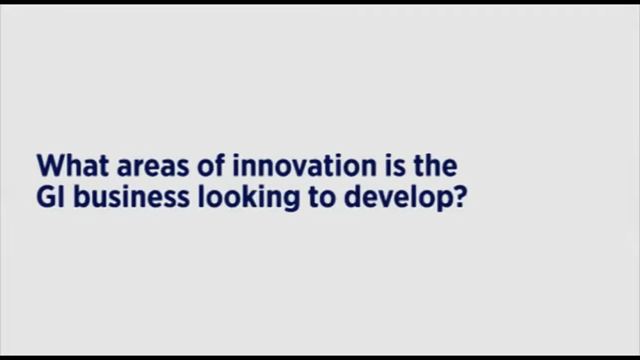 What areas of innovation is the
GI business looking to develop?